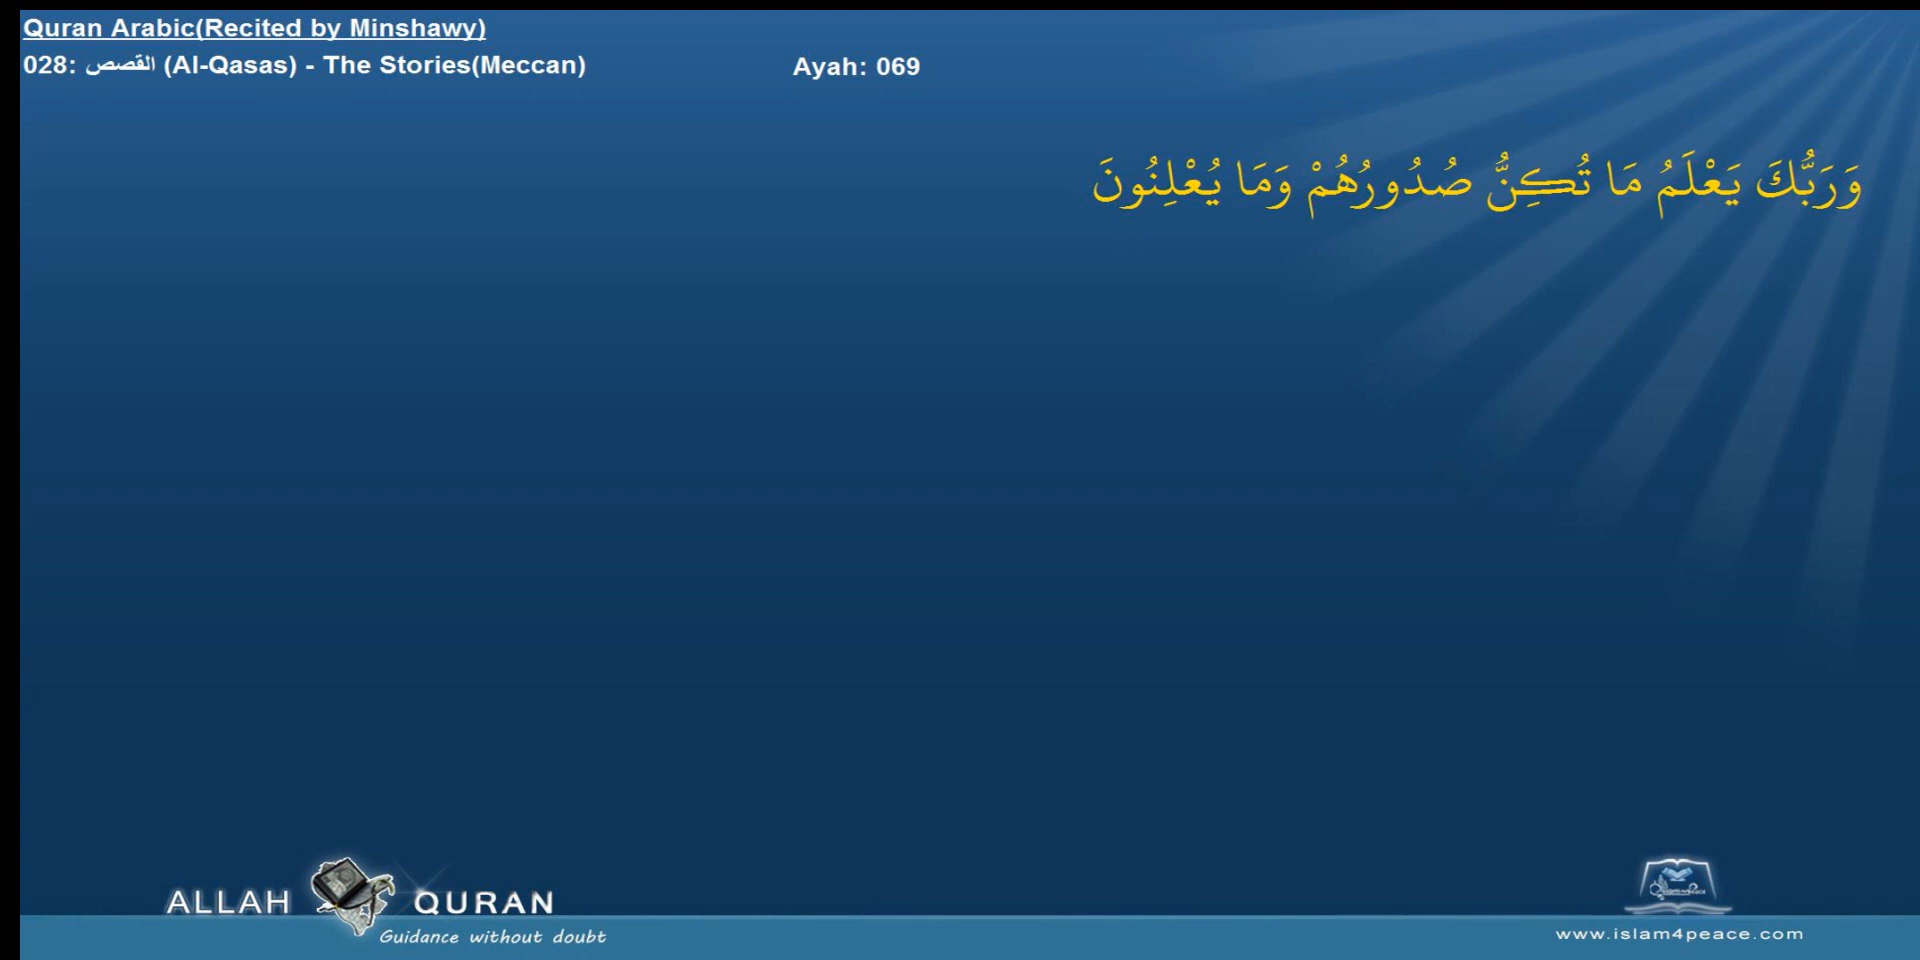 Quran Arabic(Recited by Minshawy)
028: القصص (Al-Qasas) - The Stories(Meccan) Ayah: 069
وَرَبُّكَ يَعْلَمُ مَا تُكِنُّ صُدُورُهُمْ وَمَا يُعْلِنُونَ
ALLAH QURAN
Guidance without doubt
www.islam4peace.com